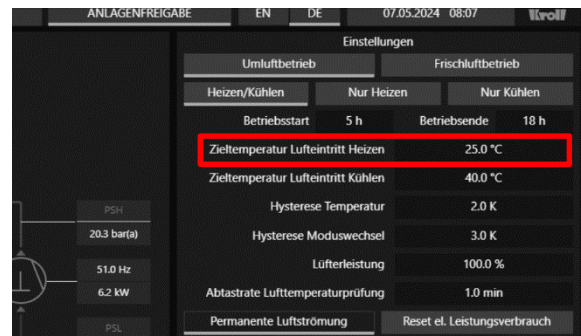 ANLAGENFREIGABE EN DE 07.05.2024 08:07 Kroll
Einstellungen
Umluftbetrieb Frischluftbetrieb
Heizen/Kühlen Nur Heizen Nur Kühlen
Betriebsstart 5 h Betriebsende 18 h
Zieltemperatur Lufteintritt Heizen 25.0 °C
Zieltemperatur Lufteintritt Kühlen 40.0 °C
PSH
Hysterese Temperatur 2.0 K
20.3 bar(a)
Hysterese Moduswechsel 3.0 K
51.0 Hz
Lüfterleistung 100.0 %
6.2 kW
Abtastrate Lufttemperaturprüfung 1.0 min
PSL
Permanente Luftströmung Reset el. Leistungsverbrauch